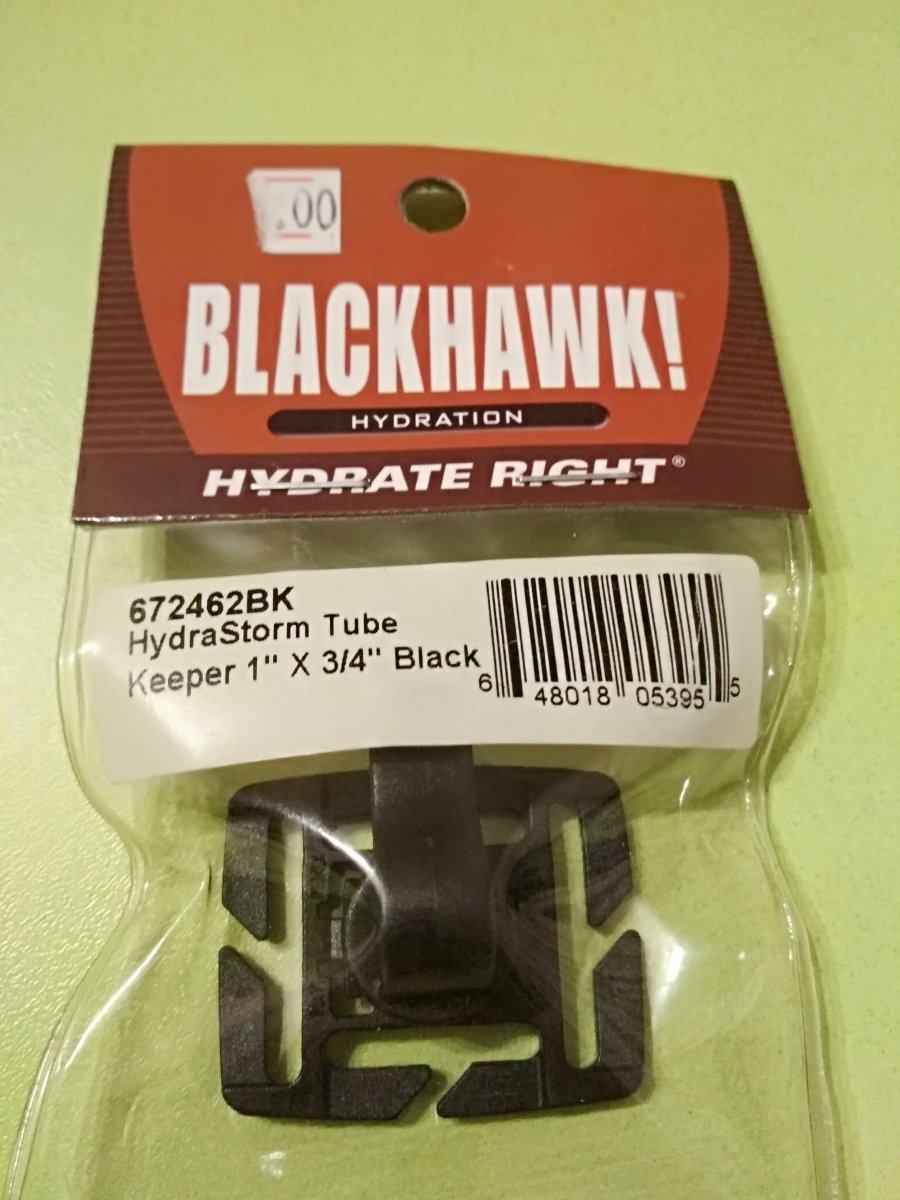 .00
BLACKHAWK!
HYDRATION
HYDRATE RIGHT®
672462BK
HydraStorm Tube
Keeper 1" X 3/4" Black
6 48018 05395 5